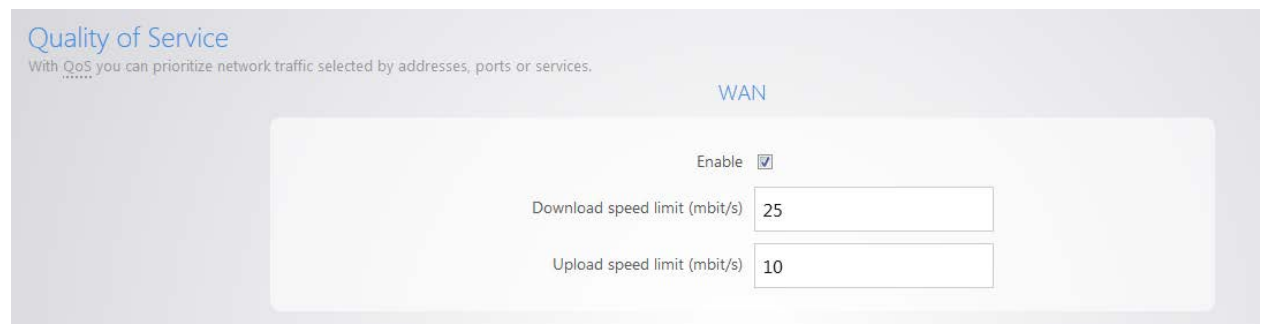 Quality of Service
With QoS you can prioritize network traffic selected by addresses, ports or services.
WAN
Enable
Download speed limit (mbit/s) 25
Upload speed limit (mbit/s) 10